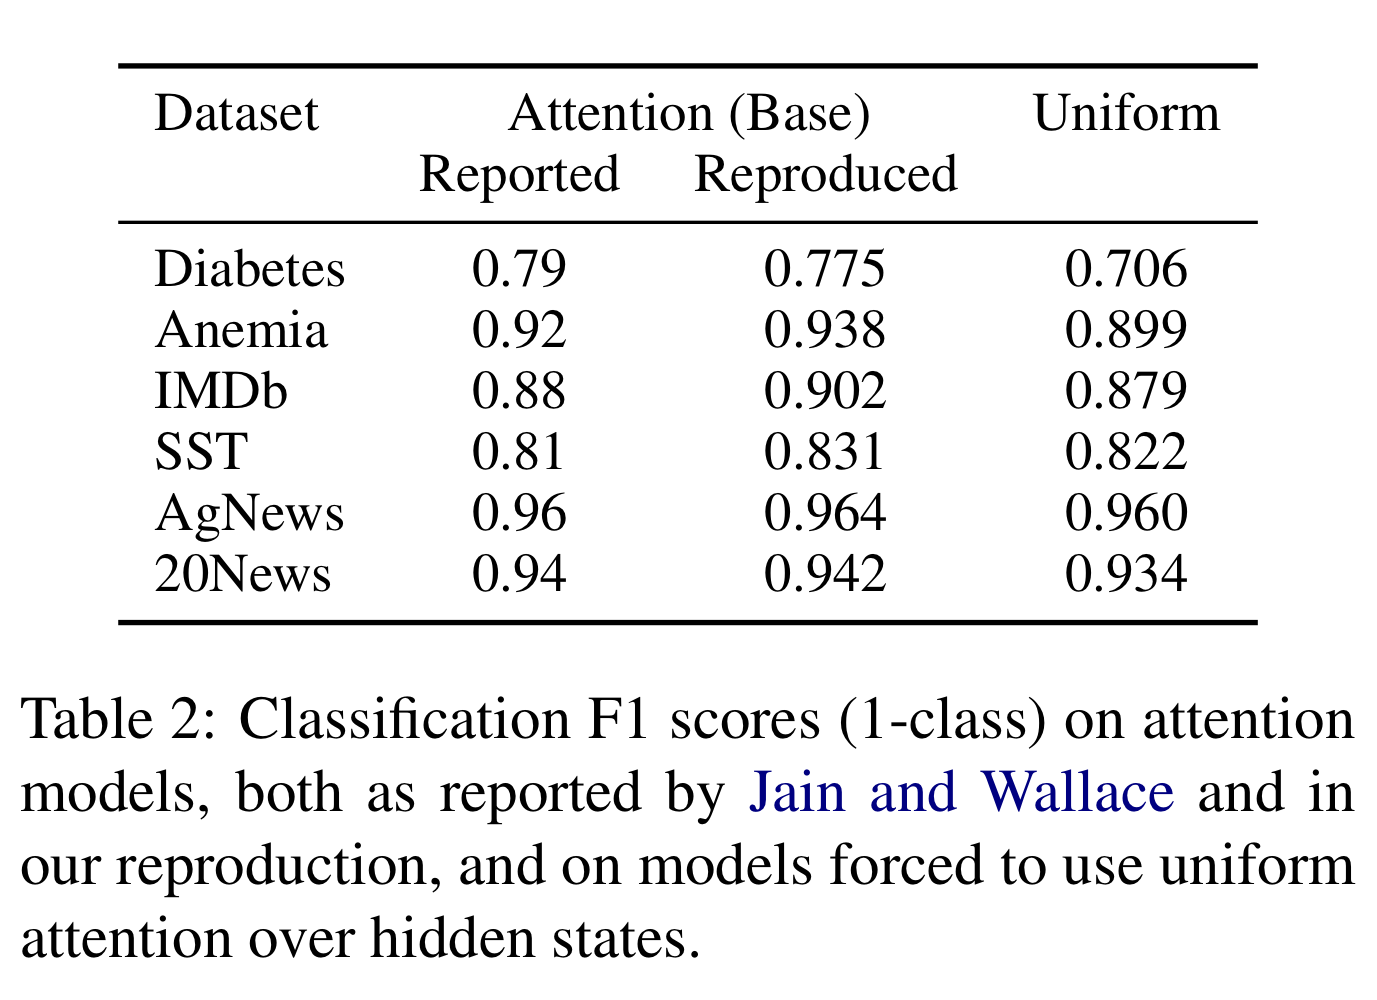 Dataset Attention (Base) Uniform
Reported Reproduced
Diabetes 0.79 0.775 0.706
Anemia 0.92 0.938 0.899
IMDb 0.88 0.902 0.879
SST 0.81 0.831 0.822
AgNews 0.96 0.964 0.960
20News 0.94 0.942 0.934
Table 2: Classification F1 scores (1-class) on attention
models, both as reported by Jain and Wallace and in
our reproduction, and on models forced to use uniform
attention over hidden states.